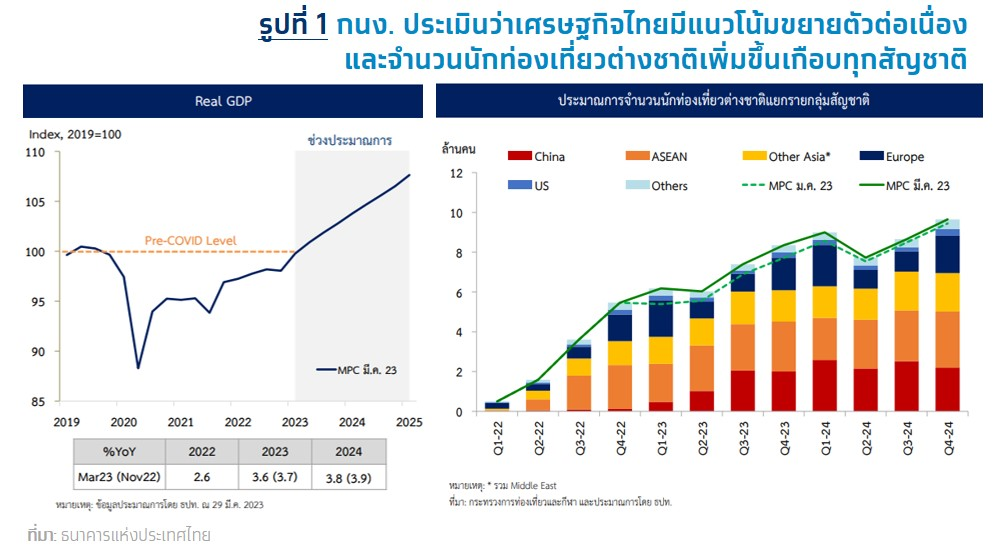 รูปที่ 1 กนง. ประเมินว่าเศรษฐกิจไทยมีแนวโน้มขยายตัวต่อเนื่อง
และจำนวนนักท่องเที่ยวต่างชาติเพิ่มขึ้นเกือบทุกสัญชาติ
Real GDP
Index, 2019=100
ช่วงประมาณการ
110
105
100
95
90
85
Pre-COVID Level
MPC มี.ค. 23
2019 2020 2021 2022 2023 2024 2025
%YoY 2022 2023 2024
Mar23 (Nov22) 2.6 3.6 (3.7) 3.8 (3.9)
หมายเหตุ: ข้อมูลประมาณการโดย ธปท. ณ 29 มี.ค. 2023
ประมาณการจำนวนนักท่องเที่ยวต่างชาติแยกรายกลุ่มสัญชาติ
ล้านคน
China ASEAN Other Asia* Europe
US Others MPC ม.ค. 23 MPC มี.ค. 23
12
10
8
6
4
2
0
Q1-22 Q2-22 Q3-22 Q4-22 Q1-23 Q2-23 Q3-23 Q4-23 Q1-24 Q2-24 Q3-24 Q4-24
หมายเหตุ: * รวม Middle East
ที่มา: กระทรวงการท่องเที่ยวและกีฬา และประมาณการโดย ธปท.
ที่มา: ธนาคารแห่งประเทศไทย